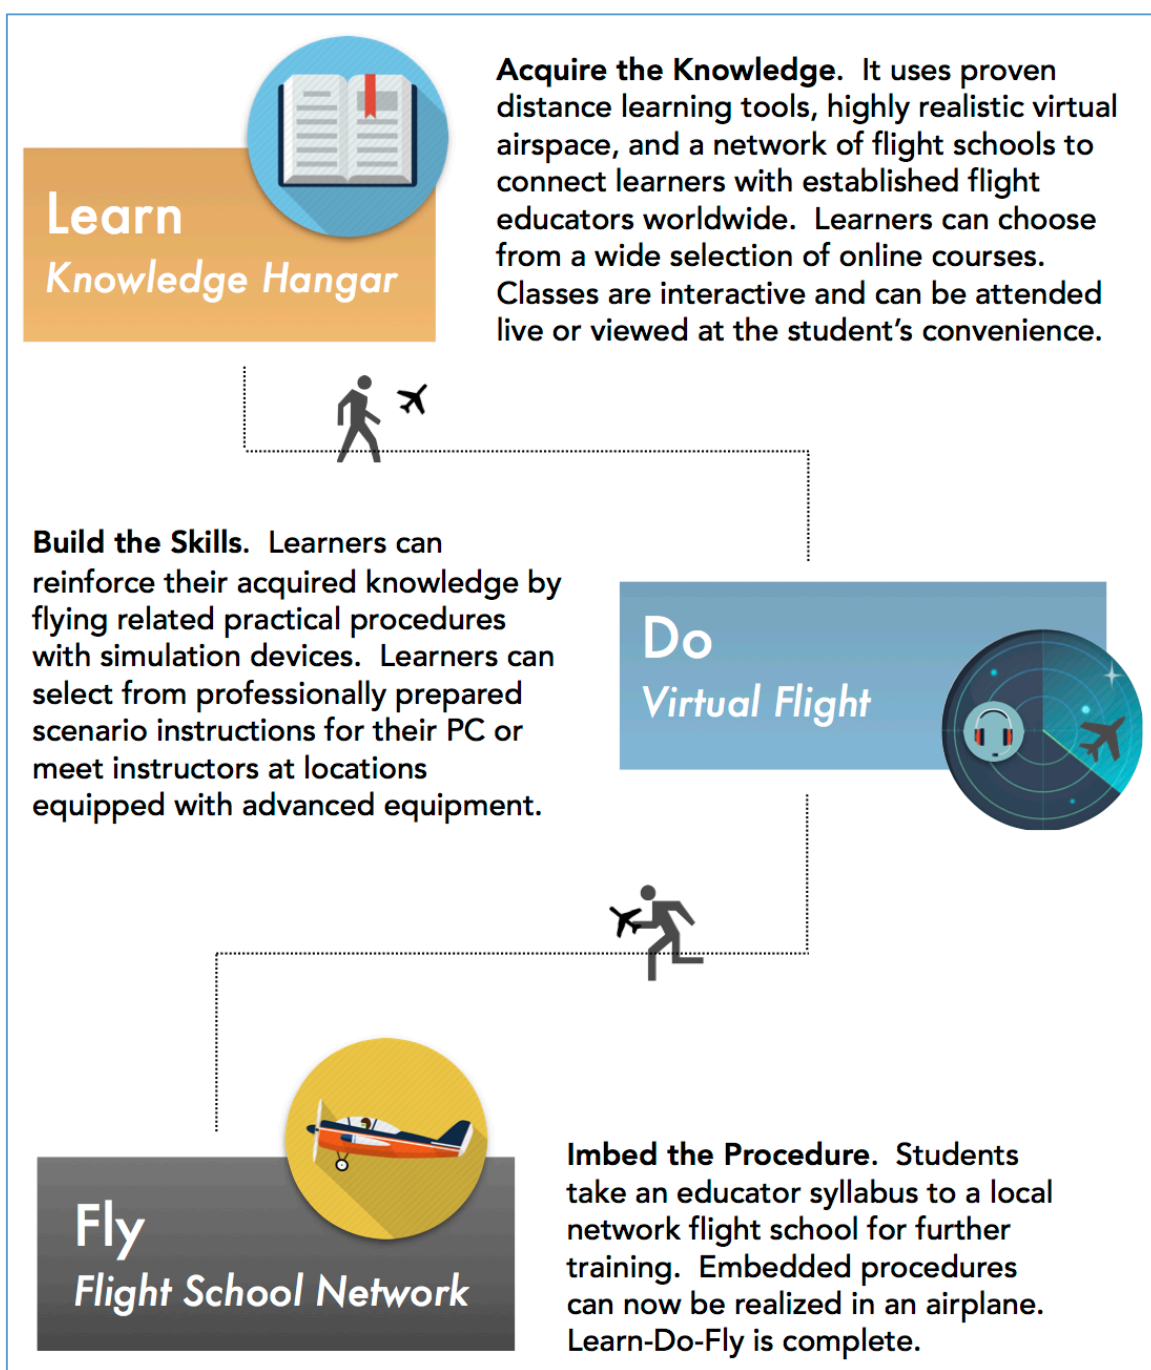 Learn
Knowledge Hangar
Acquire the Knowledge.  It uses proven
distance learning tools, highly realistic virtual
airspace, and a network of flight schools to
connect learners with established flight
educators worldwide.  Learners can choose
from a wide selection of online courses.
Classes are interactive and can be attended
live or viewed at the student’s convenience.
Build the Skills.  Learners can
reinforce their acquired knowledge by
flying related practical procedures
with simulation devices.  Learners can
select from professionally prepared
scenario instructions for their PC or
meet instructors at locations
equipped with advanced equipment.
Do
Virtual Flight
Fly
Flight School Network
Imbed the Procedure.  Students
take an educator syllabus to a local
network flight school for further
training.  Embedded procedures
can now be realized in an airplane.
Learn-Do-Fly is complete.